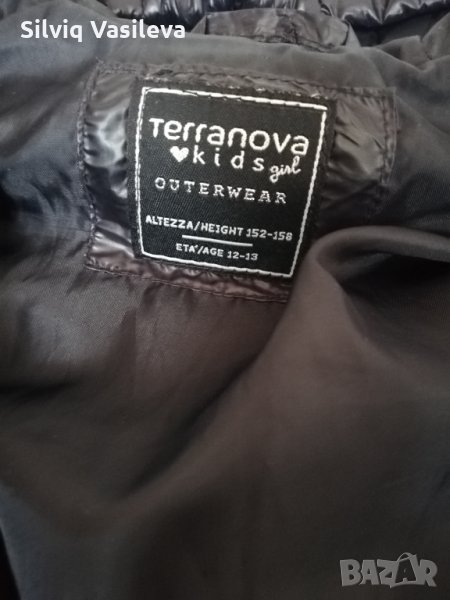 Silviq Vasileva
Terranova
kids girl
OUTERWEAR
ALTEZZA/HEIGHT 152-158
ETA'/AGE 12-13
BAZAR